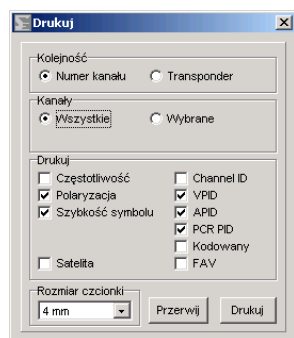 Drukuj
Kolejność
Numer kanału Transponder
Kanały
Wszystkie Wybrane
Drukuj
Częstotliwość Channel ID
Polaryzacja VPID
Szybkość symbolu APID
PCR PID
Kodowany
Satelita FAV
Rozmiar czcionki
4 mm Przerwij Drukuj